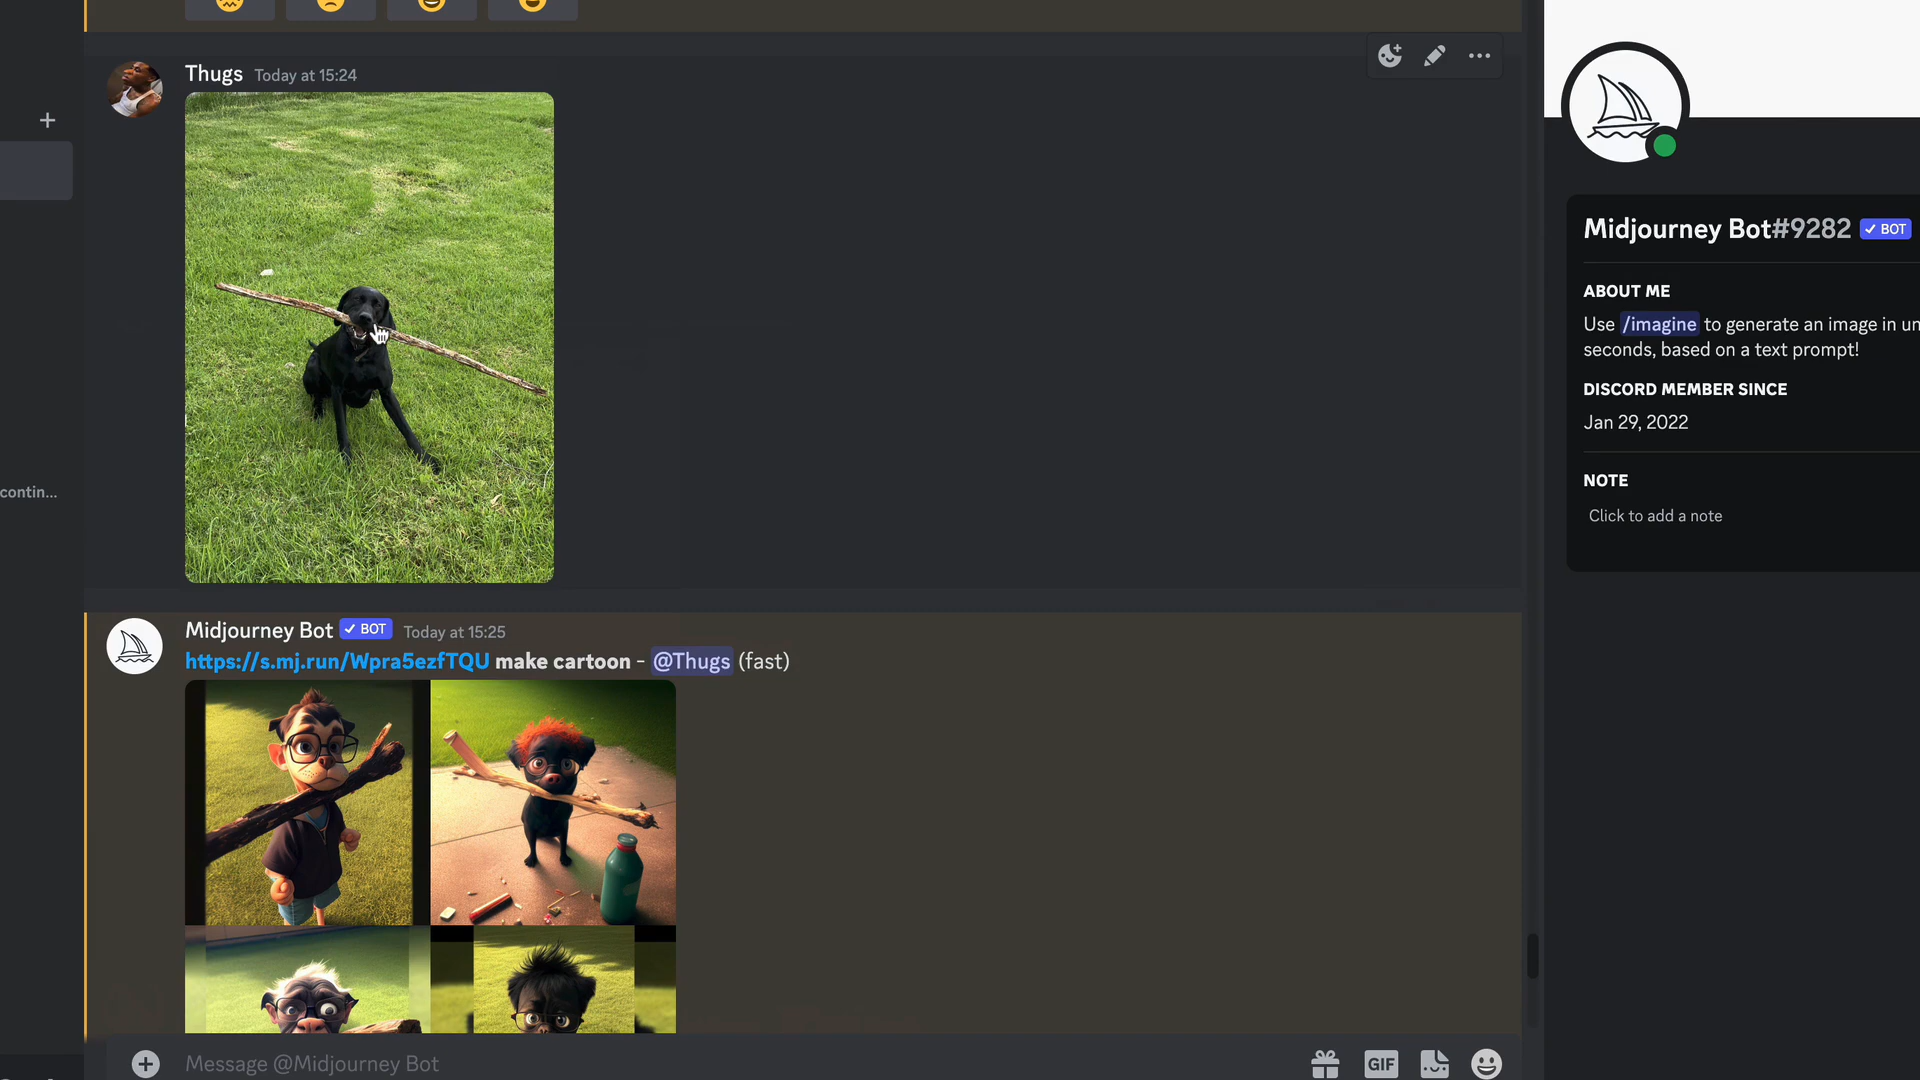 Thugs Today at 15:24
Midjourney Bot#9282 ✓ BOT
ABOUT ME
Use /imagine to generate an image in un
seconds, based on a text prompt!
DISCORD MEMBER SINCE
Jan 29, 2022
NOTE
Click to add a note
contin...
Midjourney Bot ✓ BOT Today at 15:25
https://s.mj.run/Wpra5ezfTQU make cartoon - @Thugs (fast)
Message @Midjourney Bot
GIF